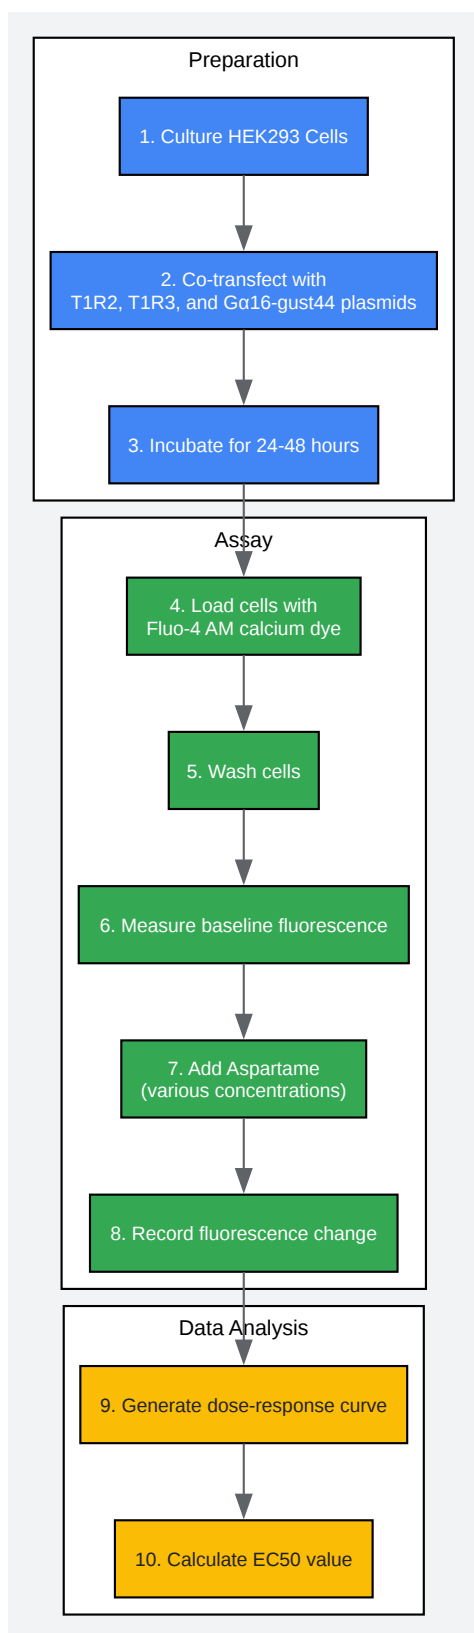 Preparation
1. Culture HEK293 Cells
2. Co-transfect with
T1R2, T1R3, and Gα16-gust44 plasmids
3. Incubate for 24-48 hours
Assay
4. Load cells with
Fluo-4 AM calcium dye
5. Wash cells
6. Measure baseline fluorescence
7. Add Aspartame
(various concentrations)
8. Record fluorescence change
Data Analysis
9. Generate dose-response curve
10. Calculate EC50 value